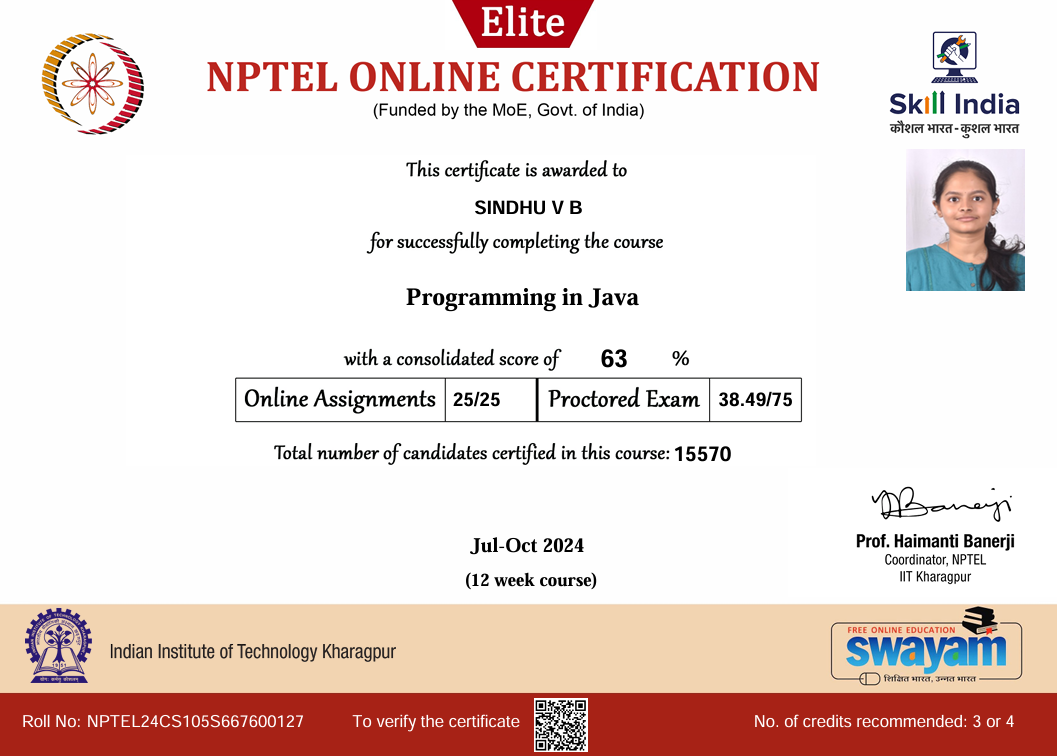 Elite
NPTEL ONLINE CERTIFICATION
(Funded by the MoE, Govt. of India)
Skill India
कौशल भारत - कुशल भारत
This certificate is awarded to
SINDHU V B
for successfully completing the course
Programming in Java
with a consolidated score of 63 %
Online Assignments 25/25 Proctored Exam 38.49/75
Total number of candidates certified in this course: 15570
Prof. Haimanti Banerji
Coordinator, NPTEL
IIT Kharagpur
Jul-Oct 2024
(12 week course)
Indian Institute of Technology Kharagpur
FREE ONLINE EDUCATION
swayam
शिक्षित भारत, उन्नत भारत
Roll No: NPTEL24CS105S667600127 To verify the certificate No. of credits recommended: 3 or 4